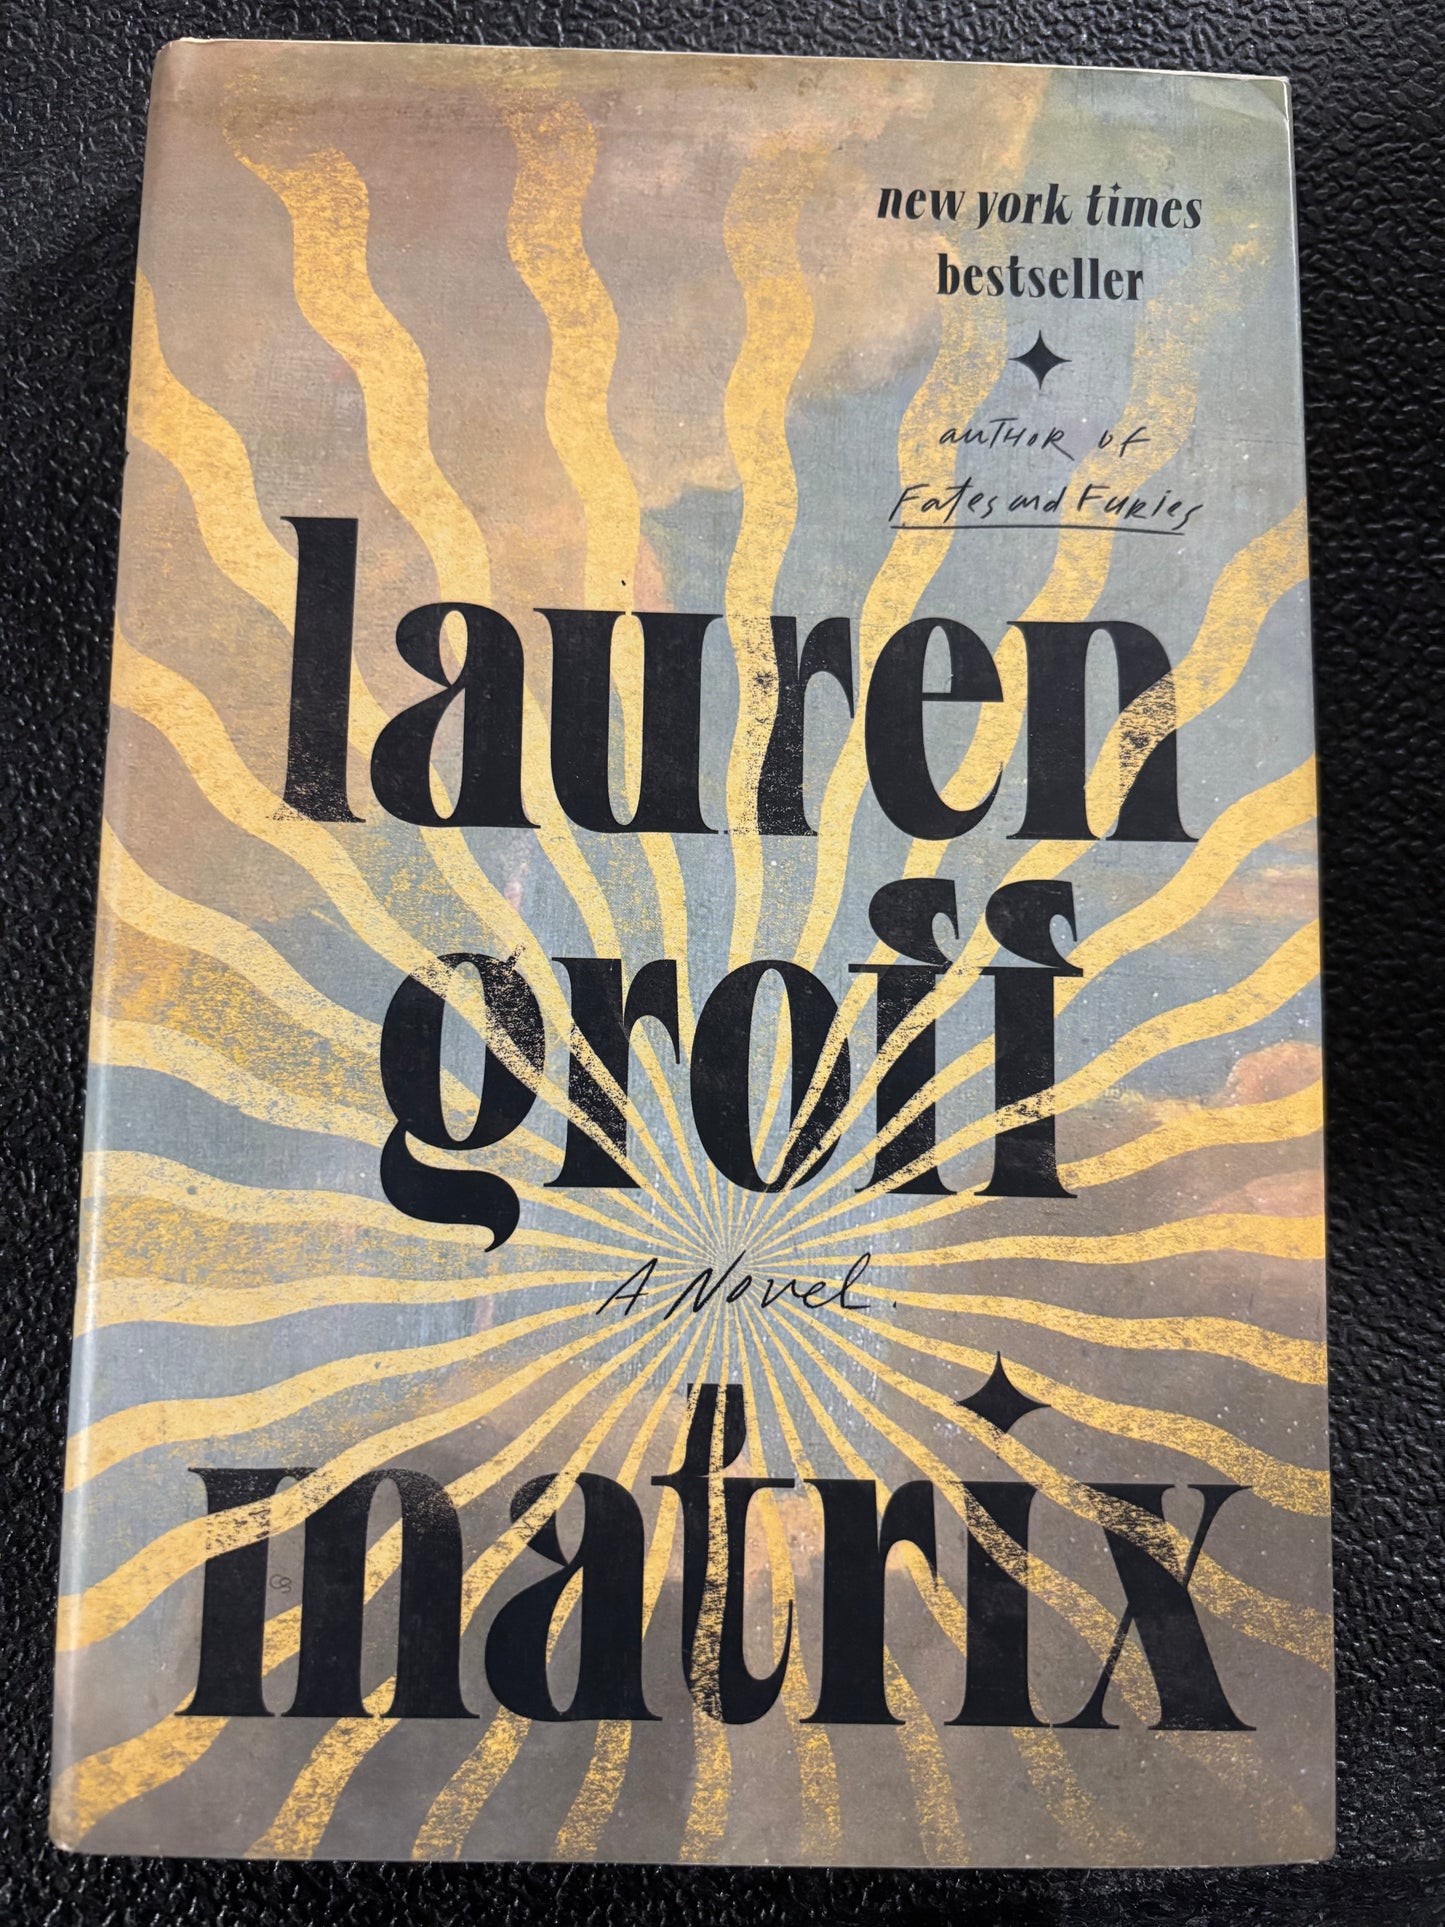 new york times
bestseller
auTHoR of
Fates and Furies
lauren
groff
A Novel.
matrix